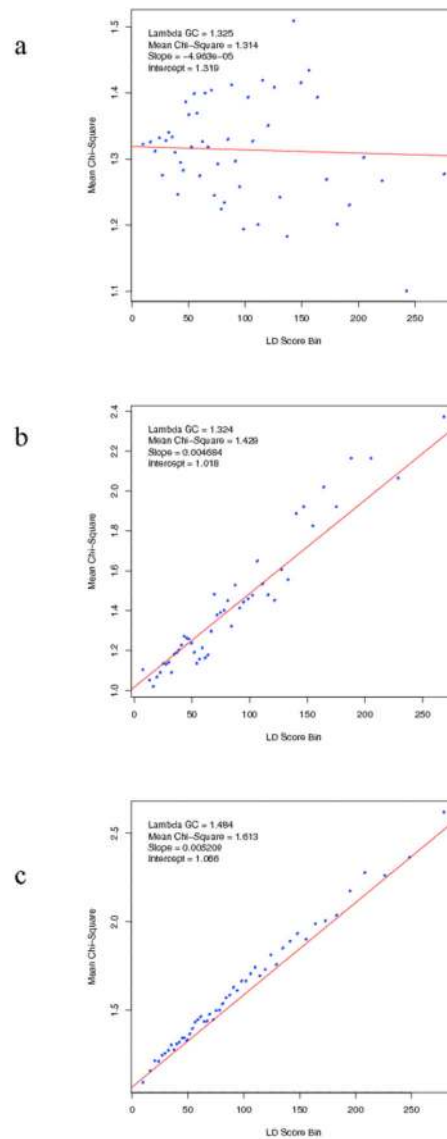 a
Lambda GC = 1.325
Mean Chi-Square = 1.314
Slope = -4.963e-05
Intercept = 1.319
Mean Chi-Square
1.5
1.4
1.3
1.2
1.1
0 50 100 150 200 250
LD Score Bin
b
Lambda GC = 1.324
Mean Chi-Square = 1.429
Slope = 0.004684
Intercept = 1.018
Mean Chi-Square
2.4
2.2
2.0
1.8
1.6
1.4
1.2
1.0
0 50 100 150 200 250
LD Score Bin
c
Lambda GC = 1.484
Mean Chi-Square = 1.613
Slope = 0.005209
Intercept = 1.066
Mean Chi-Square
2.5
2.0
1.5
0 50 100 150 200 250
LD Score Bin